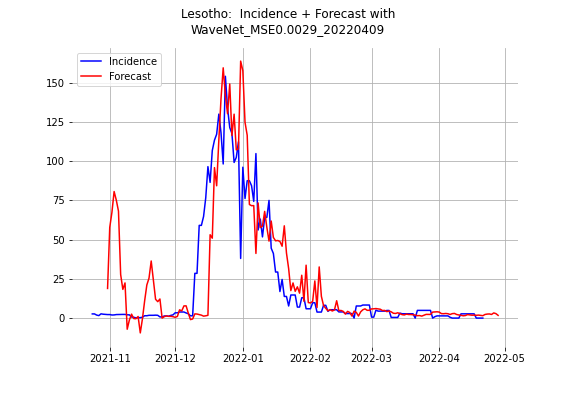 Lesotho:  Incidence + Forecast with
WaveNet_MSE0.0029_20220409
Incidence
Forecast
150
125
100
75
50
25
0
2021-11 2021-12 2022-01 2022-02 2022-03 2022-04 2022-05